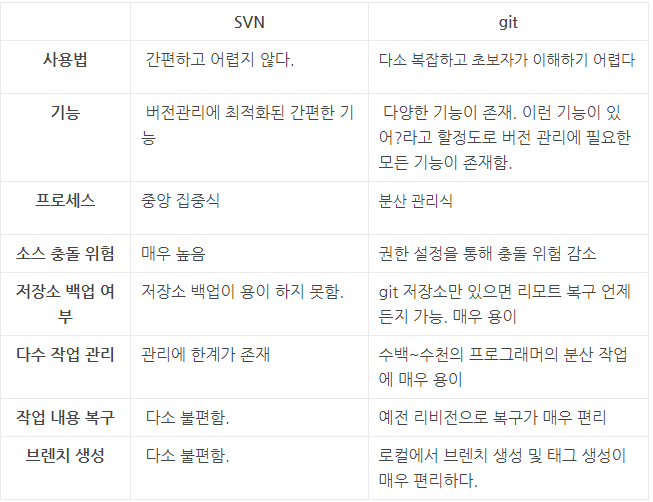 SVN git
사용법 간편하고 어렵지 않다. 다소 복잡하고 초보자가 이해하기 어렵다
기능 버전관리에 최적화된 간편한 기 다양한 기능이 존재. 이런 기능이 있
능 어?라고 할정도로 버전 관리에 필요한
모든 기능이 존재함.
프로세스 중앙 집중식 분산 관리식
소스 충돌 위험 매우 높음 권한 설정을 통해 충돌 위험 감소
저장소 백업 여 저장소 백업이 용이 하지 못함. git 저장소만 있으면 리모트 복구 언제
부 든지 가능. 매우 용이
다수 작업 관리 관리에 한계가 존재 수백~수천의 프로그래머의 분산 작업
에 매우 용이
작업 내용 복구 다소 불편함. 예전 리비전으로 복구가 매우 편리
브렌치 생성 다소 불편함. 로컬에서 브렌치 생성 및 태그 생성이
매우 편리하다.